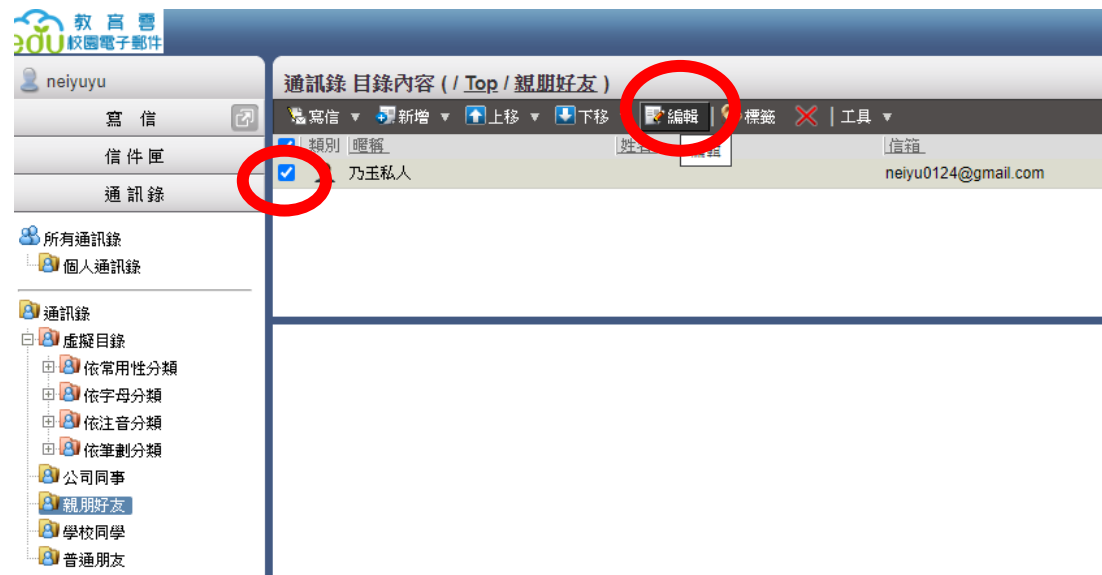 教育雲
edu校園電子郵件
neiyuyu
寫 信
信 件 匣
通 訊 錄
所有通訊錄
個人通訊錄
通訊錄
虛擬目錄
依常用性分類
依字母分類
依注音分類
依筆劃分類
公司同事
親朋好友
學校同學
普通朋友
通訊錄 目錄內容 ( / Top / 親朋好友 )
寫信 ▼ 新增 ▼ 上移 ▼ 下移 編輯 | 標籤 | 工具 ▼
類別 暱稱 信箱
編輯
乃玉私人 neiyu0124@gmail.com